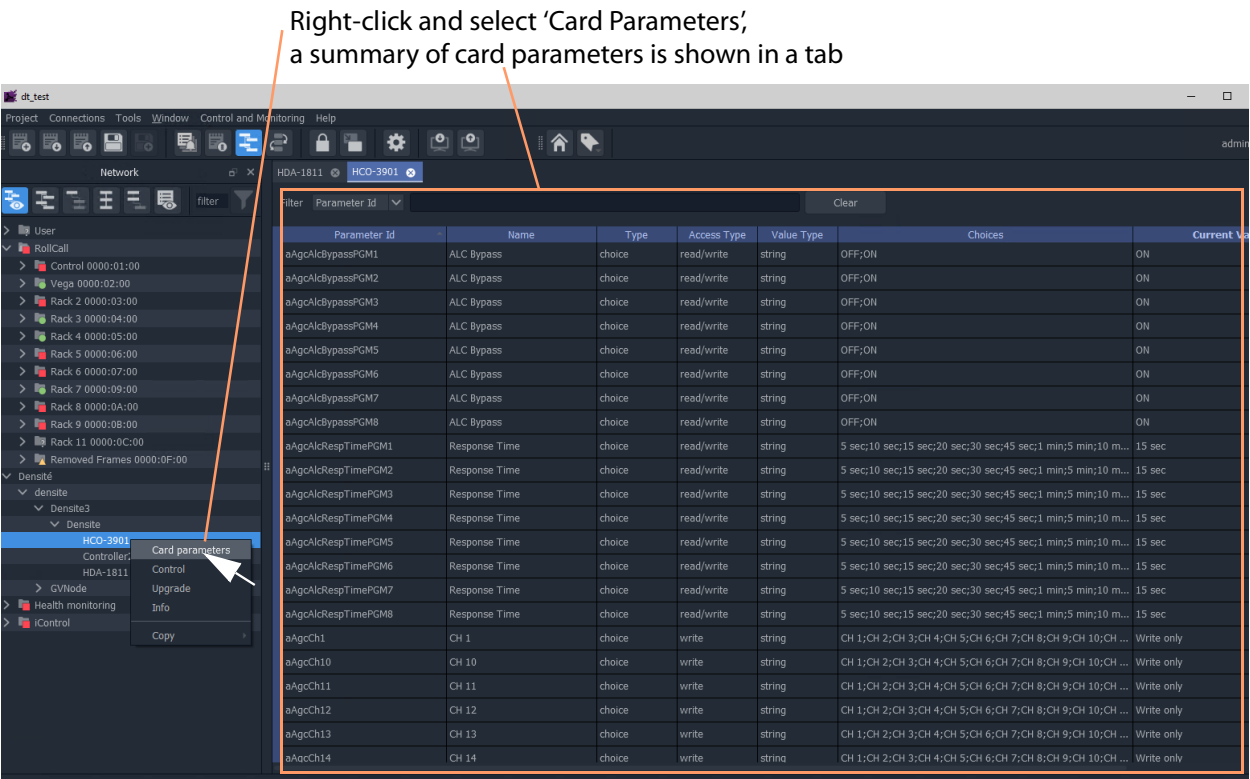 Right-click and select ‘Card Parameters’,
a summary of card parameters is shown in a tab
dt_test
Project Connections Tools Window Control and Monitoring Help
admin
Network
HDA-1811 HCO-3901
filter
Filter Parameter Id Clear
Parameter Id Name Type Access Type Value Type Choices Current Va
User
RollCall
Control 0000:01:00
Vega 0000:02:00
Rack 2 0000:03:00
Rack 3 0000:04:00
Rack 4 0000:05:00
Rack 5 0000:06:00
Rack 6 0000:07:00
Rack 7 0000:09:00
Rack 8 0000:0A:00
Rack 9 0000:0B:00
Rack 11 0000:0C:00
Removed Frames 0000:0F:00
Densité
densite
Densite3
Densite
HCO-3901
Controller2
HDA-1811
GVNode
Health monitoring
iControl
Card parameters
Control
Upgrade
Info
Copy
aAgcAlcBypassPGM1 ALC Bypass choice read/write string OFF;ON ON
aAgcAlcBypassPGM2 ALC Bypass choice read/write string OFF;ON ON
aAgcAlcBypassPGM3 ALC Bypass choice read/write string OFF;ON ON
aAgcAlcBypassPGM4 ALC Bypass choice read/write string OFF;ON ON
aAgcAlcBypassPGM5 ALC Bypass choice read/write string OFF;ON ON
aAgcAlcBypassPGM6 ALC Bypass choice read/write string OFF;ON ON
aAgcAlcBypassPGM7 ALC Bypass choice read/write string OFF;ON ON
aAgcAlcBypassPGM8 ALC Bypass choice read/write string OFF;ON ON
aAgcAlcRespTimePGM1 Response Time choice read/write string 5 sec;10 sec;15 sec;20 sec;30 sec;45 sec;1 min;5 min;10 m... 15 sec
aAgcAlcRespTimePGM2 Response Time choice read/write string 5 sec;10 sec;15 sec;20 sec;30 sec;45 sec;1 min;5 min;10 m... 15 sec
aAgcAlcRespTimePGM3 Response Time choice read/write string 5 sec;10 sec;15 sec;20 sec;30 sec;45 sec;1 min;5 min;10 m... 15 sec
aAgcAlcRespTimePGM4 Response Time choice read/write string 5 sec;10 sec;15 sec;20 sec;30 sec;45 sec;1 min;5 min;10 m... 15 sec
aAgcAlcRespTimePGM5 Response Time choice read/write string 5 sec;10 sec;15 sec;20 sec;30 sec;45 sec;1 min;5 min;10 m... 15 sec
aAgcAlcRespTimePGM6 Response Time choice read/write string 5 sec;10 sec;15 sec;20 sec;30 sec;45 sec;1 min;5 min;10 m... 15 sec
aAgcAlcRespTimePGM7 Response Time choice read/write string 5 sec;10 sec;15 sec;20 sec;30 sec;45 sec;1 min;5 min;10 m... 15 sec
aAgcAlcRespTimePGM8 Response Time choice read/write string 5 sec;10 sec;15 sec;20 sec;30 sec;45 sec;1 min;5 min;10 m... 15 sec
aAgcCh1 CH 1 choice write string CH 1;CH 2;CH 3;CH 4;CH 5;CH 6;CH 7;CH 8;CH 9;CH 10;CH ... Write only
aAgcCh10 CH 10 choice write string CH 1;CH 2;CH 3;CH 4;CH 5;CH 6;CH 7;CH 8;CH 9;CH 10;CH ... Write only
aAgcCh11 CH 11 choice write string CH 1;CH 2;CH 3;CH 4;CH 5;CH 6;CH 7;CH 8;CH 9;CH 10;CH ... Write only
aAgcCh12 CH 12 choice write string CH 1;CH 2;CH 3;CH 4;CH 5;CH 6;CH 7;CH 8;CH 9;CH 10;CH ... Write only
aAgcCh13 CH 13 choice write string CH 1;CH 2;CH 3;CH 4;CH 5;CH 6;CH 7;CH 8;CH 9;CH 10;CH ... Write only
aAgcCh14 CH 14 choice write string CH 1;CH 2;CH 3;CH 4;CH 5;CH 6;CH 7;CH 8;CH 9;CH 10;CH ... Write only